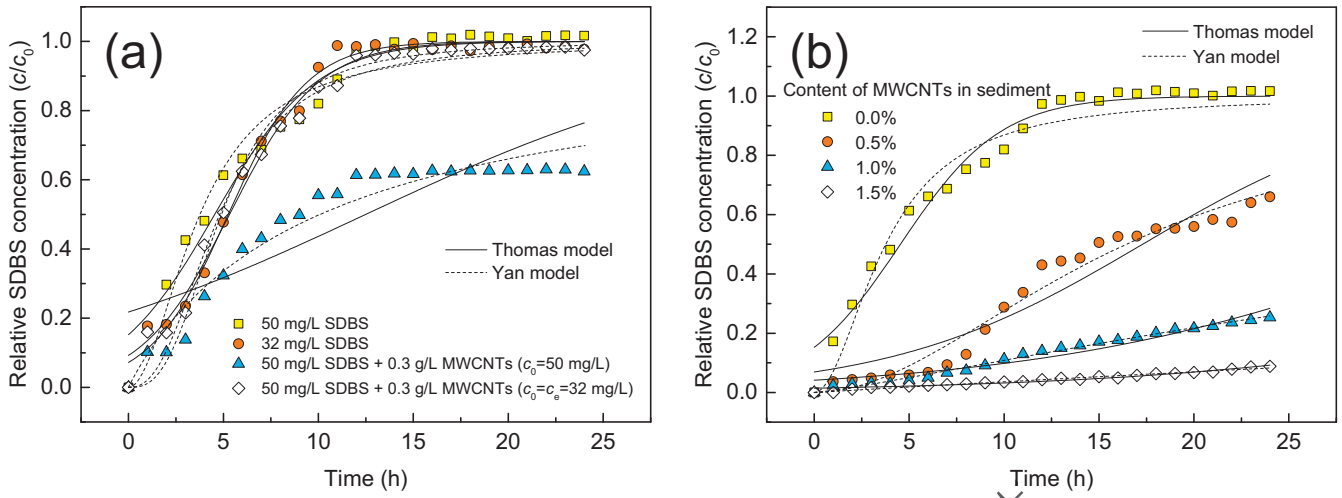 (a)
Relative SDBS concentration (c/c₀)
1.0
0.8
0.6
0.4
0.2
0.0
Thomas model
Yan model
50 mg/L SDBS
32 mg/L SDBS
50 mg/L SDBS + 0.3 g/L MWCNTs (c₀=50 mg/L)
50 mg/L SDBS + 0.3 g/L MWCNTs (c₀=cₑ=32 mg/L)
0 5 10 15 20 25
Time (h)
(b)
Relative SDBS concentration (c/c₀)
1.2
1.0
0.8
0.6
0.4
0.2
0.0
Thomas model
Yan model
Content of MWCNTs in sediment
0.0%
0.5%
1.0%
1.5%
0 5 10 15 20 25
Time (h)